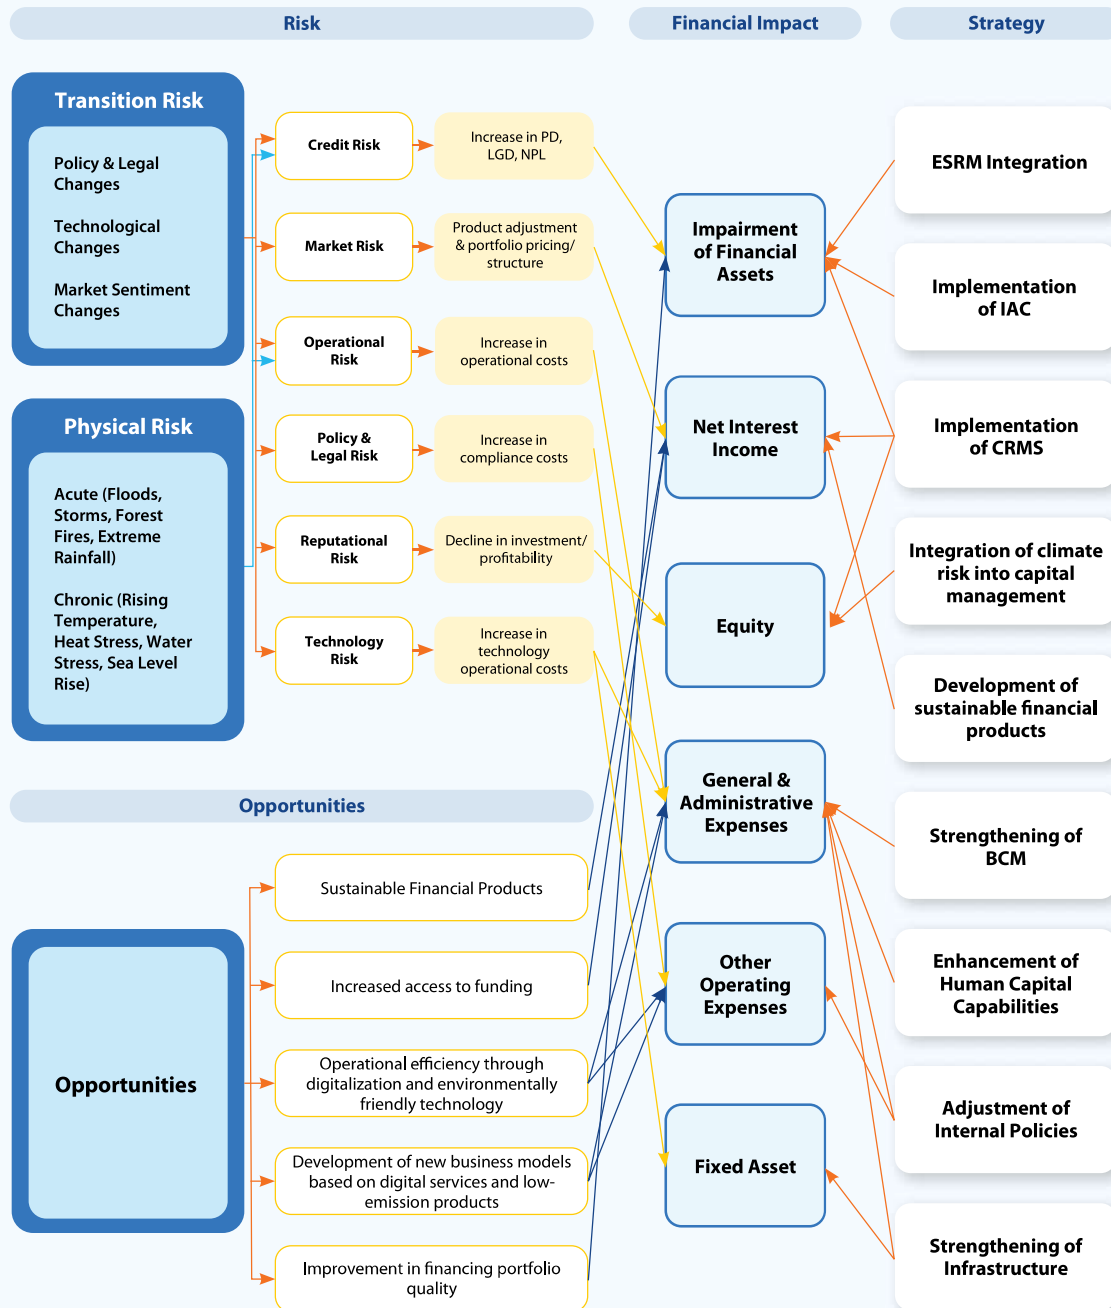 Risk
Financial Impact
Strategy
Transition Risk
Policy & Legal
Changes
Technological
Changes
Market Sentiment
Changes
Physical Risk
Acute (Floods,
Storms, Forest
Fires, Extreme
Rainfall)
Chronic (Rising
Temperature,
Heat Stress, Water
Stress, Sea Level
Rise)
Credit Risk
Increase in PD,
LGD, NPL
Market Risk
Product adjustment
& portfolio pricing/
structure
Operational
Risk
Increase in
operational costs
Policy &
Legal Risk
Increase in
compliance costs
Reputational
Risk
Decline in investment/
profitability
Technology
Risk
Increase in
technology
operational costs
Opportunities
Opportunities
Sustainable Financial Products
Increased access to funding
Operational efficiency through
digitalization and environmentally
friendly technology
Development of new business models
based on digital services and low-
emission products
Improvement in financing portfolio
quality
Impairment
of Financial
Assets
Net Interest
Income
Equity
General &
Administrative
Expenses
Other
Operating
Expenses
Fixed Asset
ESRM Integration
Implementation
of IAC
Implementation
of CRMS
Integration of climate
risk into capital
management
Development of
sustainable financial
products
Strengthening of
BCM
Enhancement of
Human Capital
Capabilities
Adjustment of
Internal Policies
Strengthening of
Infrastructure